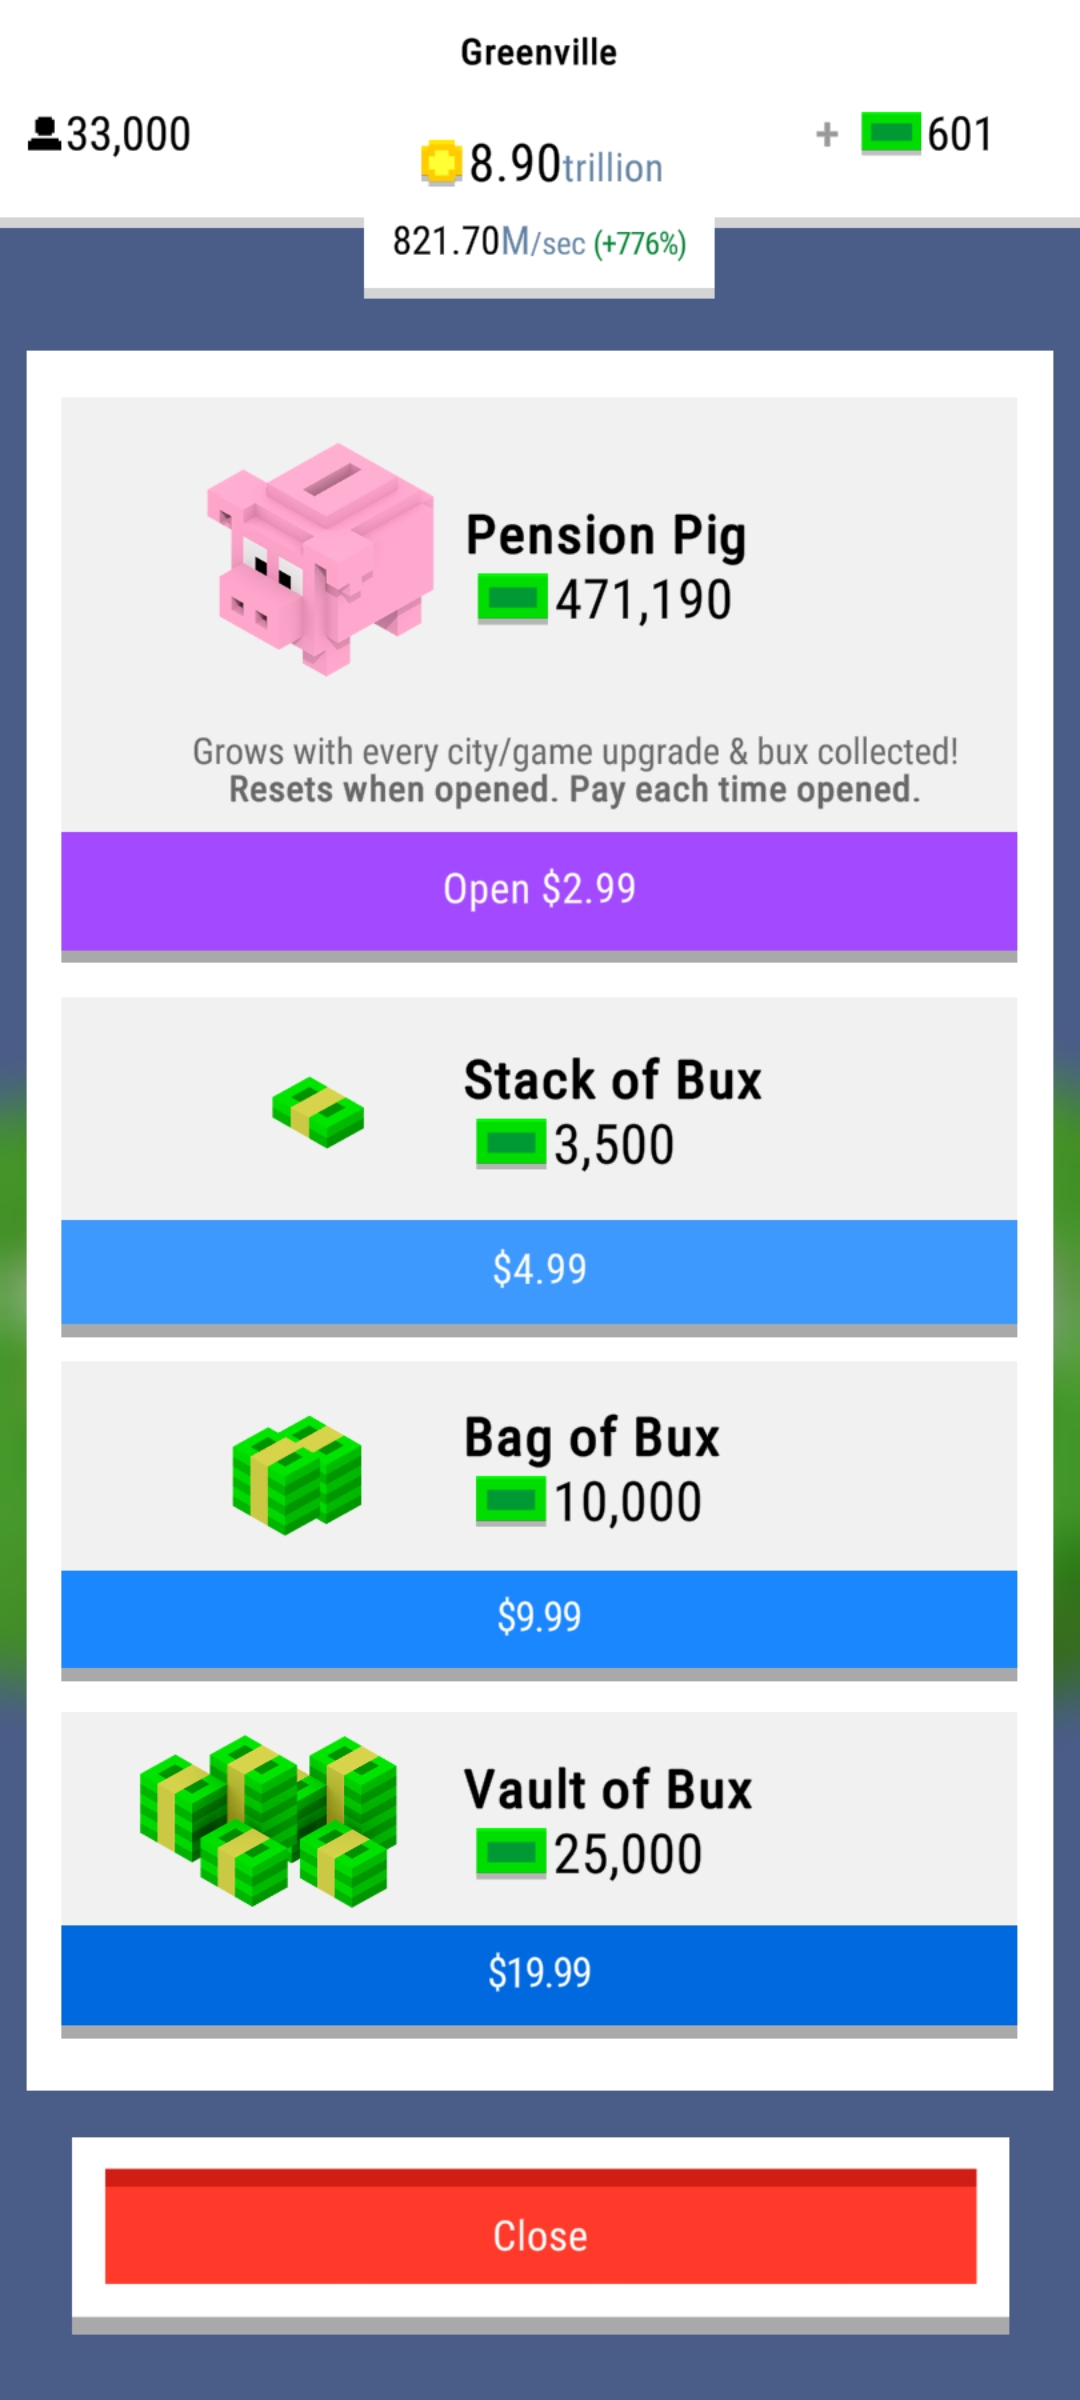 Greenville
33,000
8.90trillion
+ 601
821.70M/sec (+776%)
Pension Pig
471,190
Grows with every city/game upgrade & bux collected!
Resets when opened. Pay each time opened.
Open $2.99
Stack of Bux
3,500
$4.99
Bag of Bux
10,000
$9.99
Vault of Bux
25,000
$19.99
Close